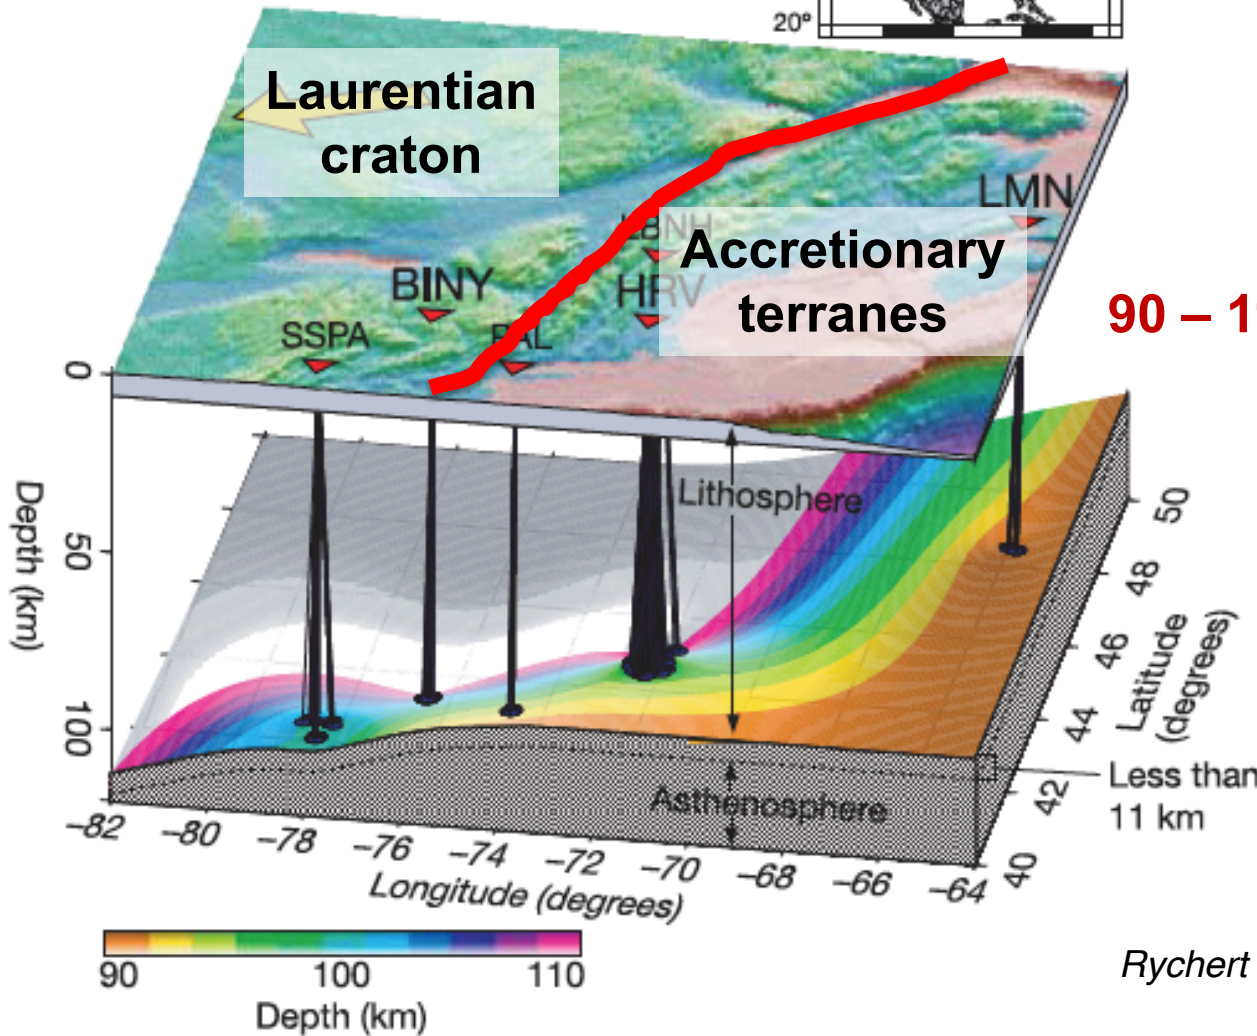 20°
Laurentian
craton
LMN
LBNH
Accretionary
terranes
BINY
HRV
90 – 1
SSPA
PAL
0
Lithosphere
50
Depth (km)
100
50
48
46
44
42
40
Latitude
(degrees)
Less than
11 km
Asthenosphere
–82
–80
–78
–76
–74
–72
–70
–68
–66
–64
Longitude (degrees)
90
100
110
Depth (km)
Rychert